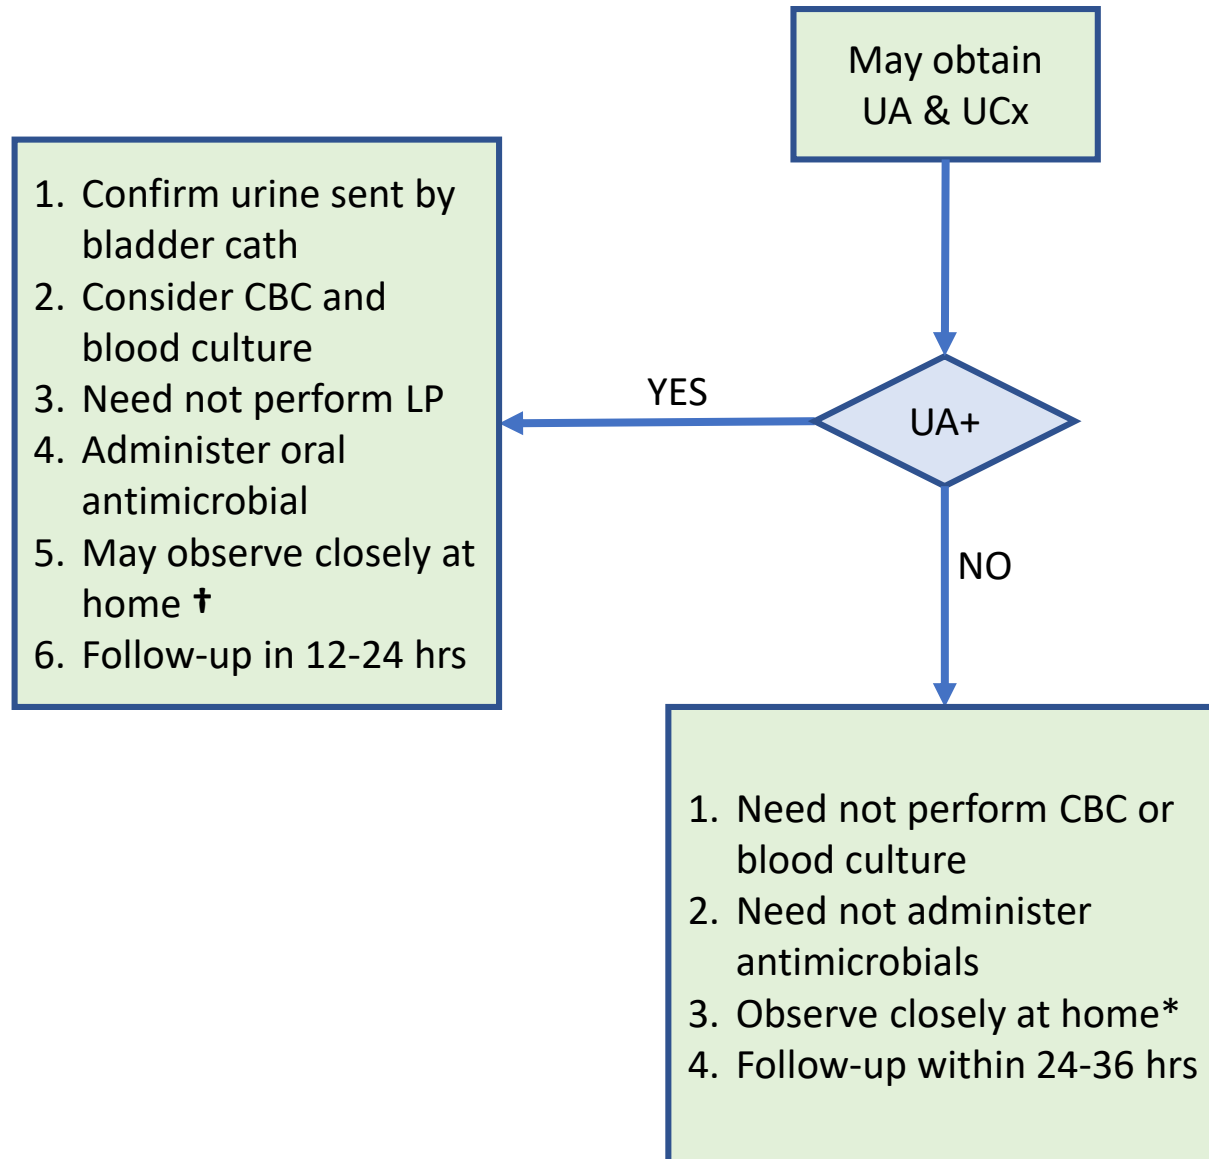 May obtain
UA & UCx
1. Confirm urine sent by
bladder cath
2. Consider CBC and
blood culture
3. Need not perform LP
4. Administer oral
antimicrobial
5. May observe closely at
home ✝
6. Follow-up in 12-24 hrs
YES
UA+
NO
1. Need not perform CBC or
blood culture
2. Need not administer
antimicrobials
3. Observe closely at home*
4. Follow-up within 24-36 hrs